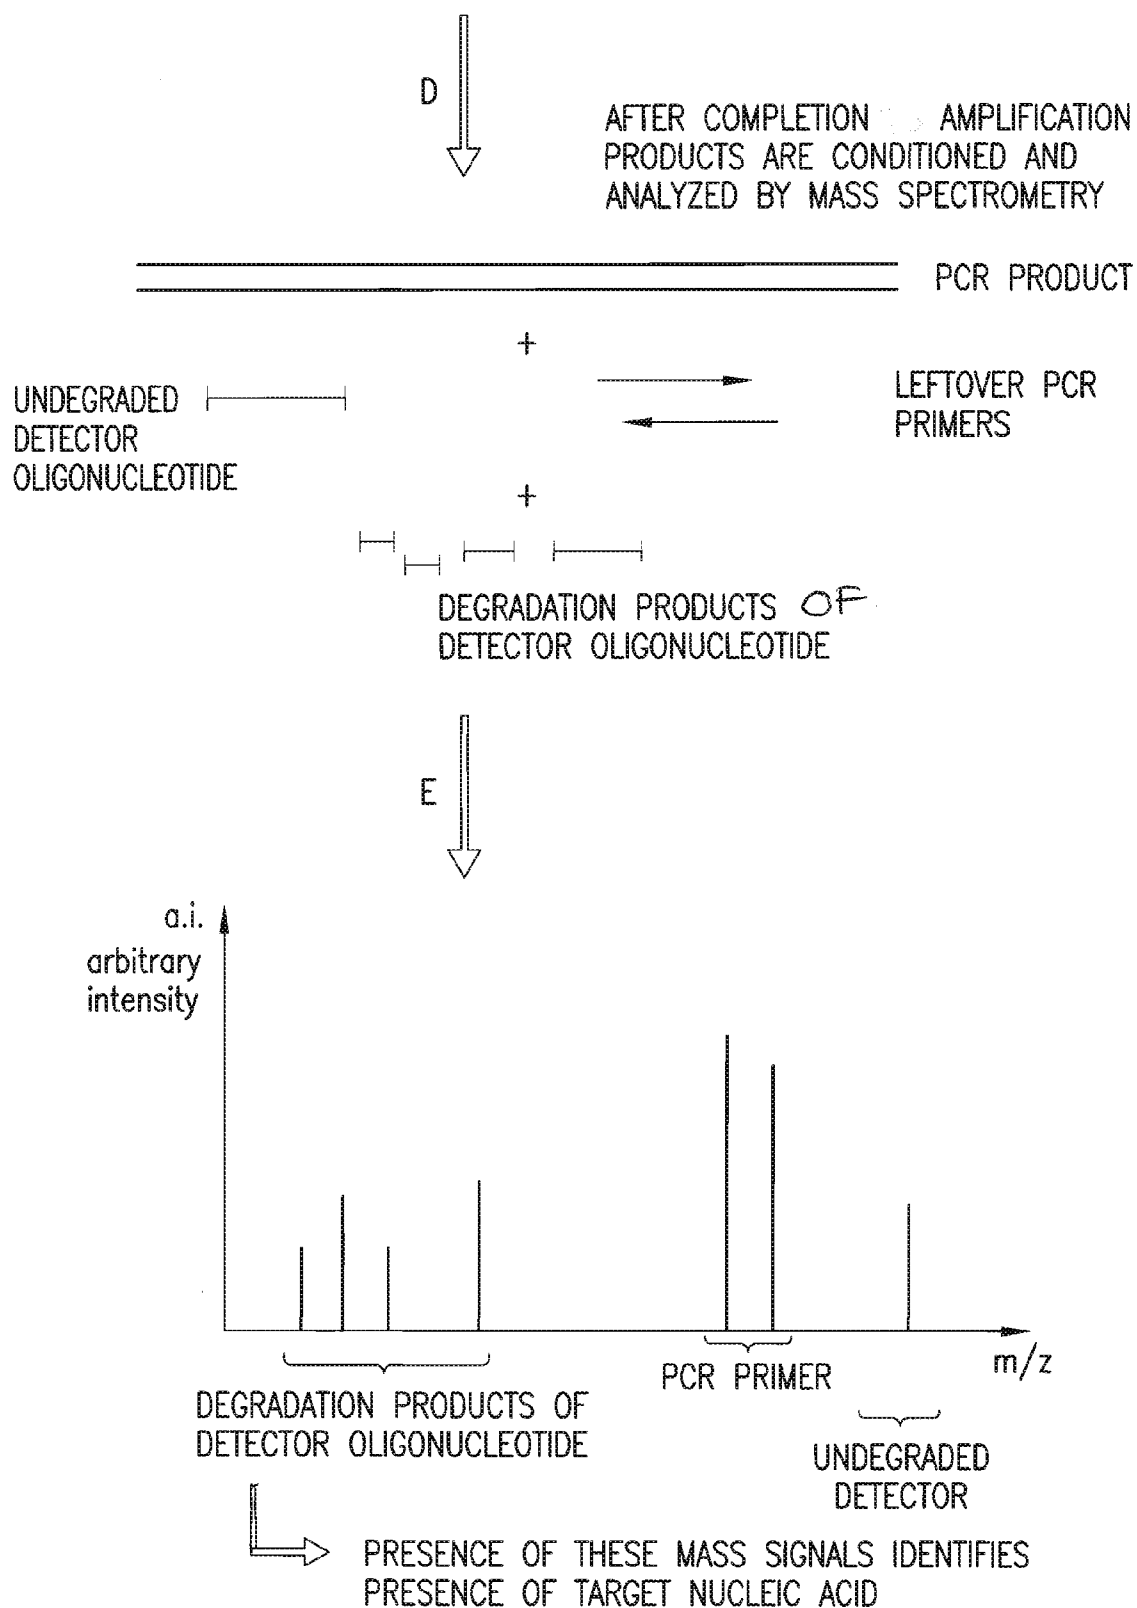 D
AFTER COMPLETION AMPLIFICATION
PRODUCTS ARE CONDITIONED AND
ANALYZED BY MASS SPECTROMETRY
PCR PRODUCT
+
UNDEGRADED
DETECTOR
OLIGONUCLEOTIDE
LEFTOVER PCR
PRIMERS
+
DEGRADATION PRODUCTS OF
DETECTOR OLIGONUCLEOTIDE
E
a.i.
arbitrary
intensity
m/z
DEGRADATION PRODUCTS OF
DETECTOR OLIGONUCLEOTIDE
PCR PRIMER
UNDEGRADED
DETECTOR
PRESENCE OF THESE MASS SIGNALS IDENTIFIES
PRESENCE OF TARGET NUCLEIC ACID